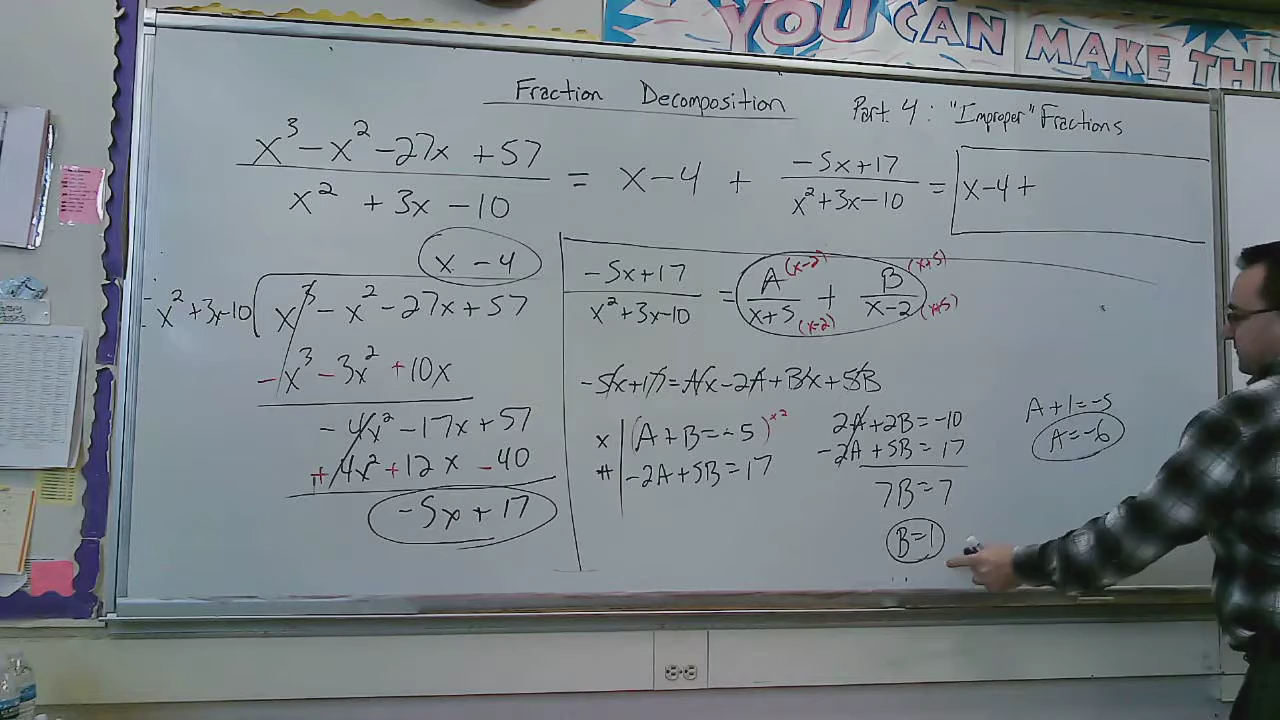 YOU CAN MAKE THI
Fraction Decomposition
Part 4 : "Improper" Fractions
x³ - x² - 27x + 57 / x² + 3x - 10 = x - 4 + -5x + 17 / x² + 3x - 10 = x - 4 +
x - 4
x² + 3x - 10 x³ - x² - 27x + 57
- x³ - 3x² + 10x
- 4x² - 17x + 57
+ 4x² + 12x - 40
-5x + 17
-5x + 17 / x² + 3x - 10 = A (x-2) / x + 5 (x-2) + B (x+5) / x - 2 (x+5)
-5x + 17 = Ax - 2A + Bx + 5B
x | (A + B = -5) ×2
# | -2A + 5B = 17
2A + 2B = -10
-2A + 5B = 17
7B = 7
B = 1
A + 1 = -5
A = -6